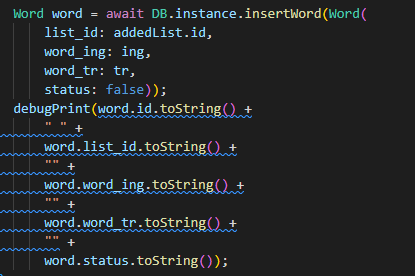 Word word = await DB.instance.insertWord(Word(
list_id: addedList.id,
word_ing: ing,
word_tr: tr,
status: false));
debugPrint(word.id.toString() +
" " +
word.list_id.toString() +
"" +
word.word_ing.toString() +
"" +
word.word_tr.toString() +
"" +
word.status.toString());